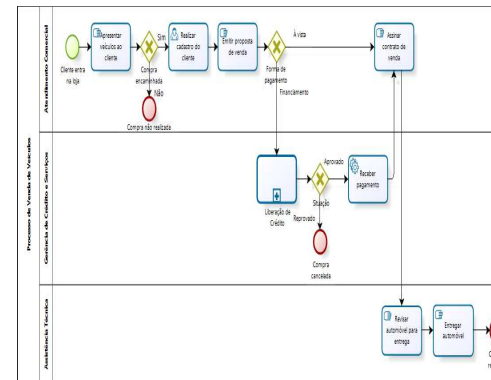 Processo de Venda de Veículos
Atendimento Comercial
Cliente entra
na loja
Apresentar
veículos ao
cliente
Sim
Compra
encaminhada
Não
Compra não realizada
Realizar
cadastro do
cliente
Emitir proposta
de venda
À vista
Forma de
pagamento
Financiamento
Assinar
contrato de
venda
Gerência de Crédito e Serviços
Liberação de
Crédito
Aprovado
Situação
Reprovado
Compra
cancelada
Receber
pagamento
Assistência Técnica
Revisar
automóvel para
entrega
Entregar
automóvel